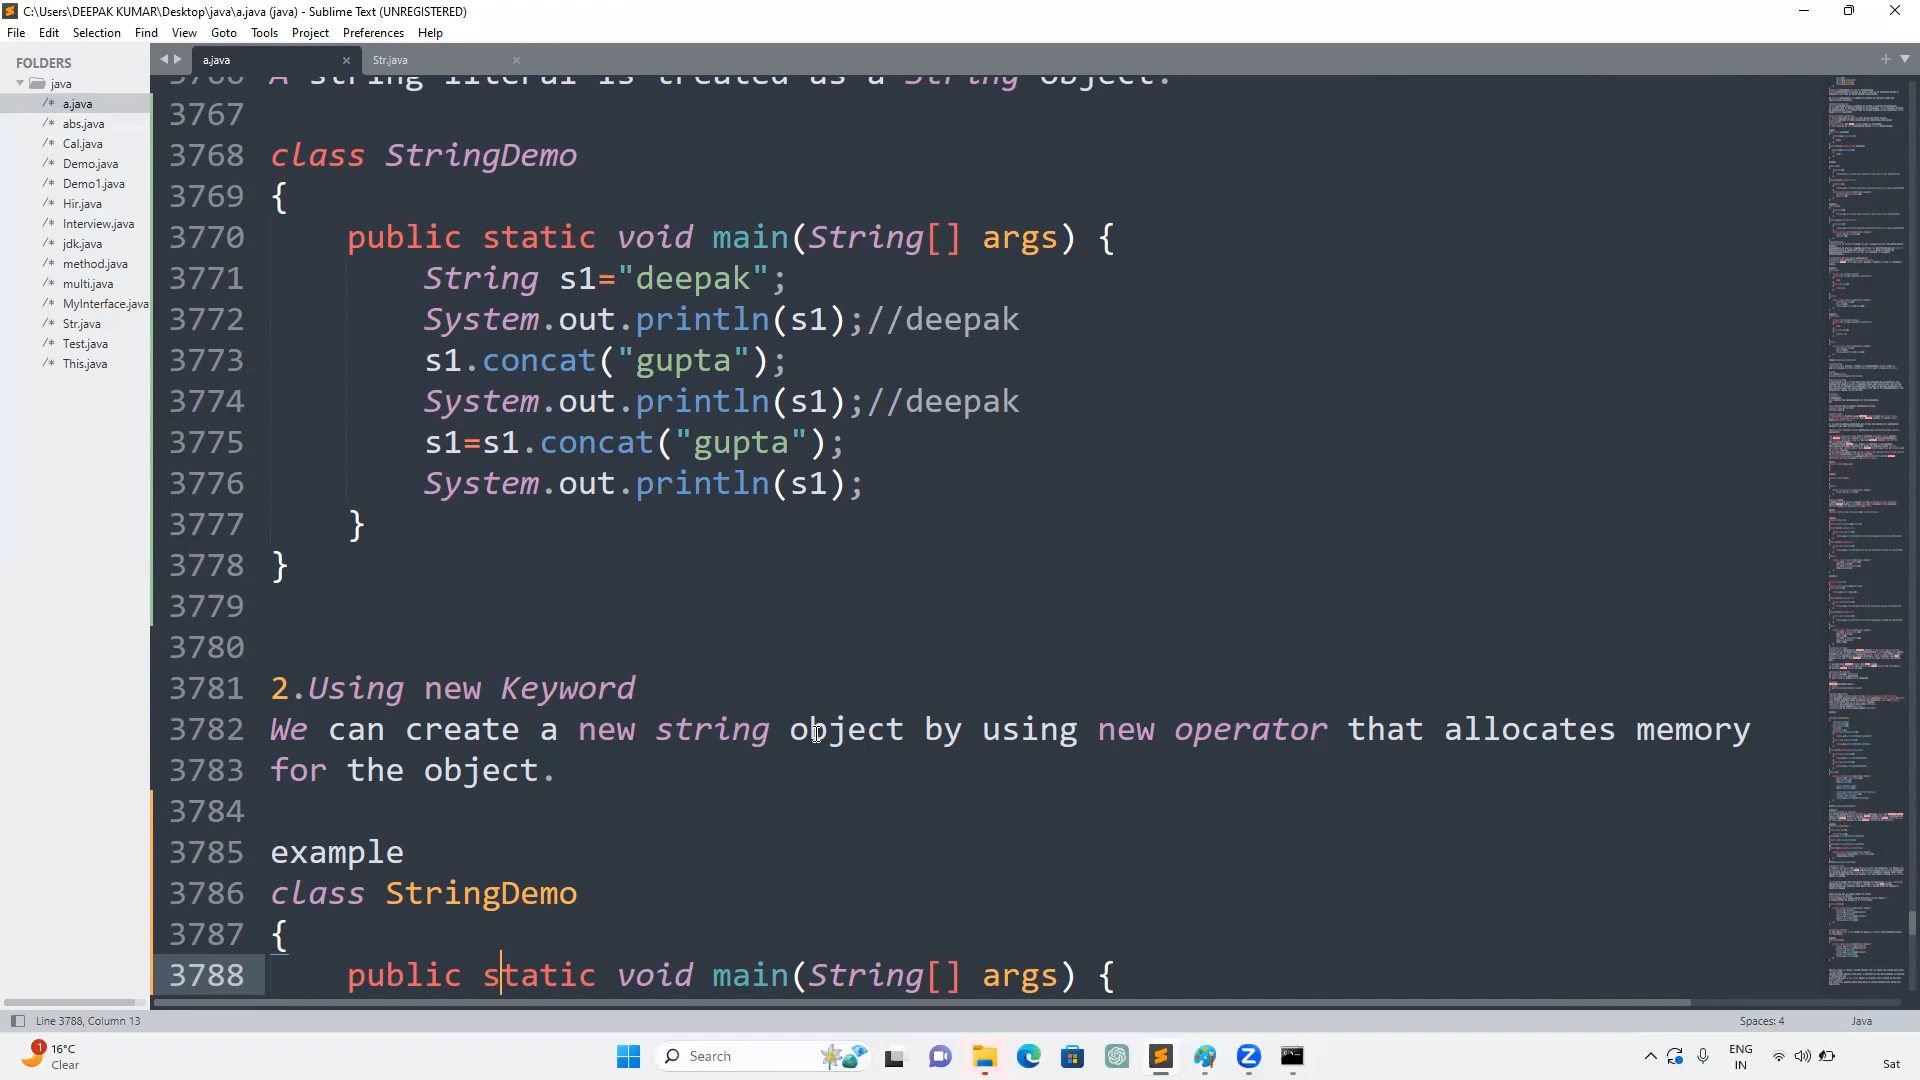 C:\Users\DEEPAK KUMAR\Desktop\java\a.java (java) - Sublime Text (UNREGISTERED)
File Edit Selection Find View Goto Tools Project Preferences Help
FOLDERS
java
/* a.java
/* abs.java
/* Cal.java
/* Demo.java
/* Demo1.java
/* Hir.java
/* Interview.java
/* jdk.java
/* method.java
/* multi.java
/* MyInterface.java
/* Str.java
/* Test.java
/* This.java
a.java Str.java
3766 A string literal is treated as a String object.
3767
3768 class StringDemo
3769 {
3770 public static void main(String[] args) {
3771 String s1="deepak";
3772 System.out.println(s1);//deepak
3773 s1.concat("gupta");
3774 System.out.println(s1);//deepak
3775 s1=s1.concat("gupta");
3776 System.out.println(s1);
3777 }
3778 }
3779
3780
3781 2.Using new Keyword
3782 We can create a new string object by using new operator that allocates memory
3783 for the object.
3784
3785 example
3786 class StringDemo
3787 {
3788 public static void main(String[] args) {
Line 3788, Column 13 Spaces: 4 Java
1 16°C
Clear
Search
ENG
IN
Sat